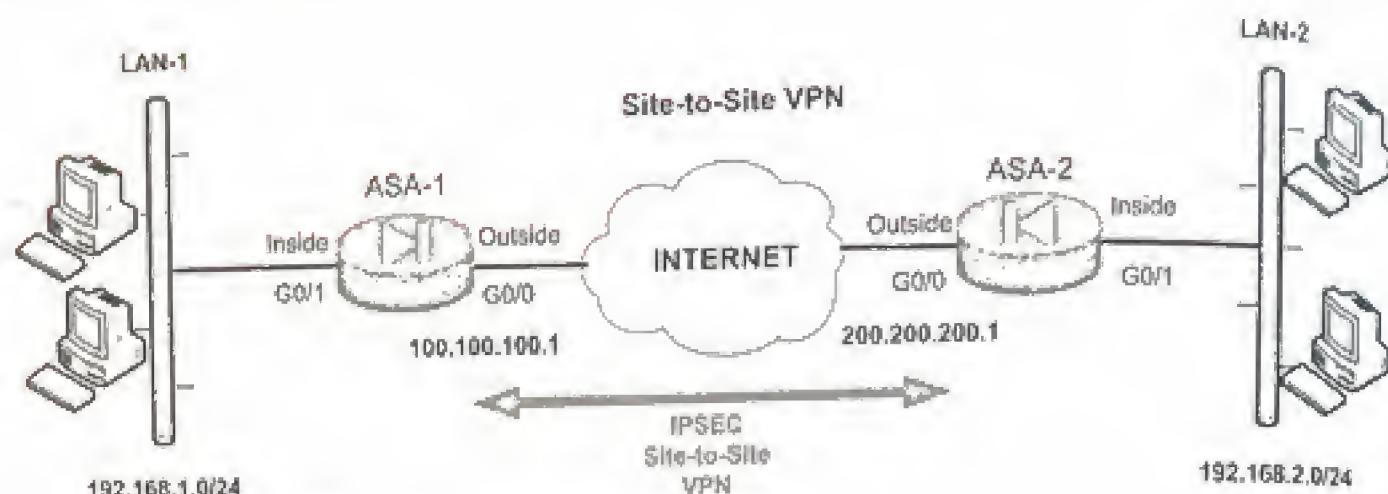 LAN-1
LAN-2
Site-to-Site VPN
ASA-1
ASA-2
Inside
Outside
INTERNET
Outside
Inside
G0/1
G0/0
G0/0
G0/1
100.100.100.1
200.200.200.1
IPSEC
Site-to-Site
VPN
192.168.1.0/24
192.168.2.0/24